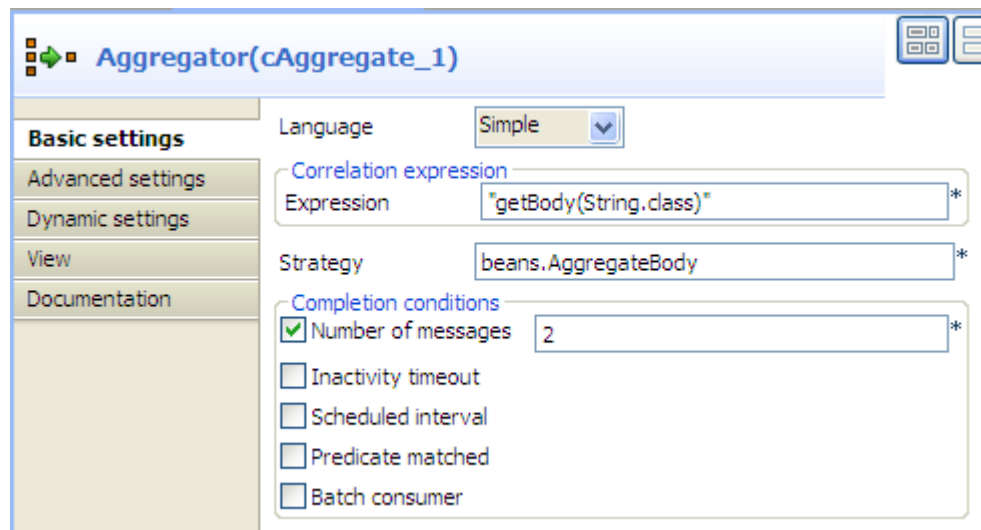 Aggregator(cAggregate_1)
Basic settings
Advanced settings
Dynamic settings
View
Documentation
Language Simple
Correlation expression
Expression "getBody(String.class)" *
Strategy beans.AggregateBody *
Completion conditions
Number of messages 2 *
Inactivity timeout
Scheduled interval
Predicate matched
Batch consumer